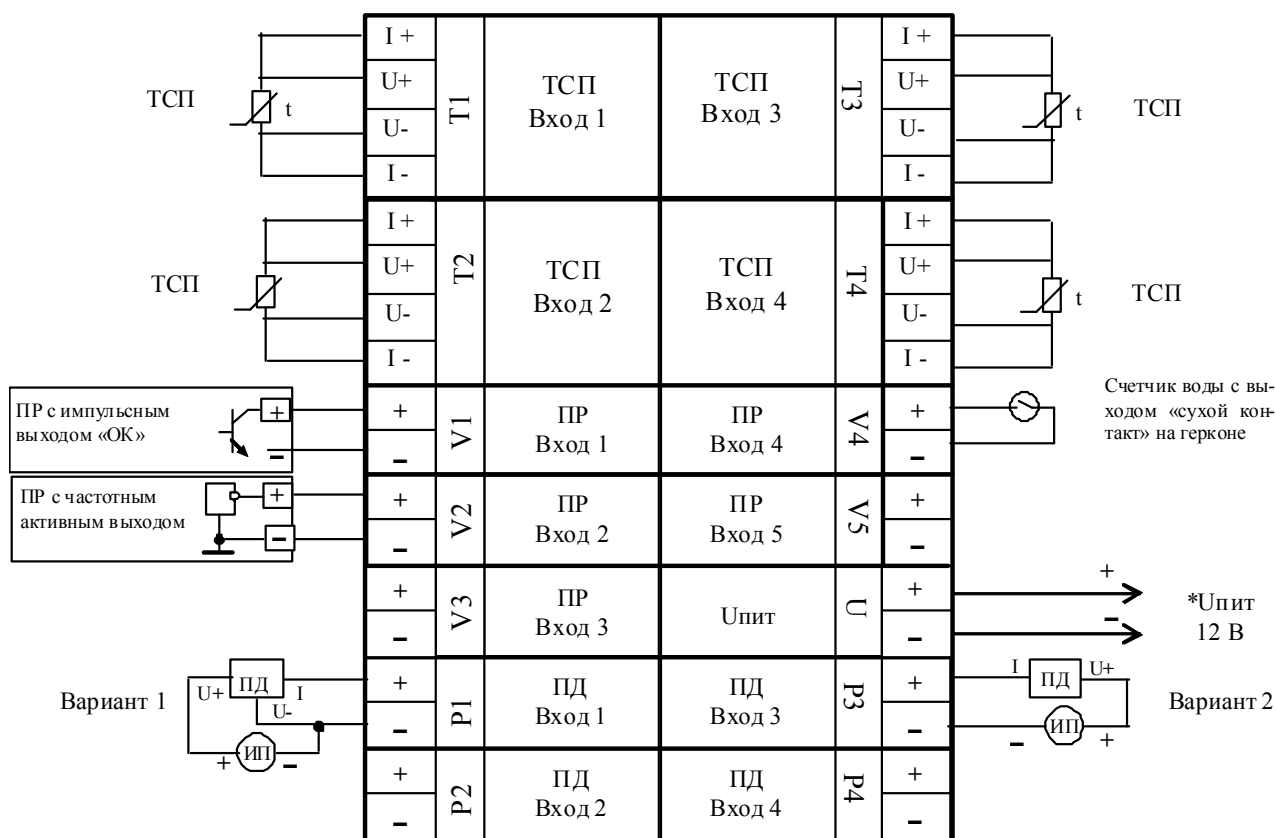 ТСП
t
I +
U+
U-
I -
T1
ТСП
Вход 1
ТСП
Вход 3
T3
I +
U+
U-
I -
t
ТСП
ТСП
I +
U+
U-
I -
T2
ТСП
Вход 2
ТСП
Вход 4
T4
I +
U+
U-
I -
t
ТСП
ПР с импульсным
выходом «ОК»
+
-
+
-
V1
ПР
Вход 1
ПР
Вход 4
V4
+
-
Счетчик воды с вы-
ходом «сухой кон-
такт» на герконе
ПР с частотным
активным выходом
+
-
+
-
V2
ПР
Вход 2
ПР
Вход 5
V5
+
-
+
-
V3
ПР
Вход 3
Uпит
U
+
-
+
-
*Uпит
12 В
Вариант 1
U+
ПД
I
U-
+
ИП
-
+
-
P1
ПД
Вход 1
ПД
Вход 3
P3
+
-
I
ПД
U+
-
ИП
+
Вариант 2
+
-
P2
ПД
Вход 2
ПД
Вход 4
P4
+
-